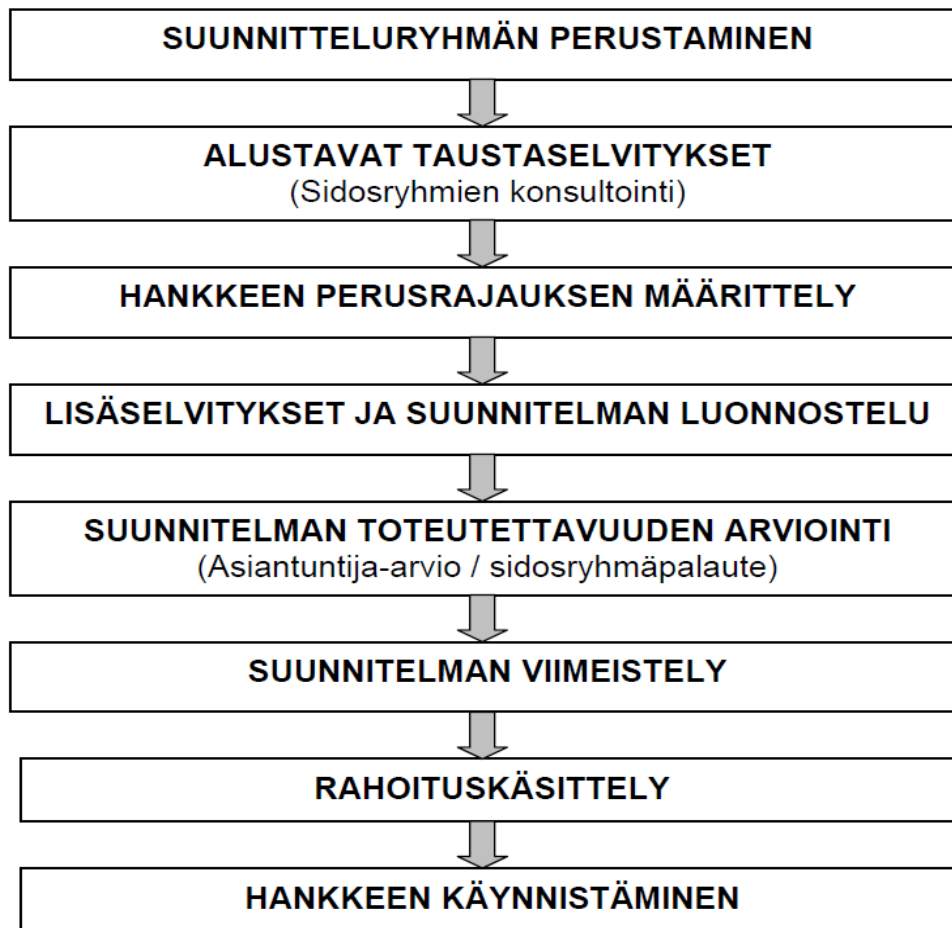 SUUNNITTELURYHMÄN PERUSTAMINEN
ALUSTAVAT TAUSTASELVITYKSET
(Sidosryhmien konsultointi)
HANKKEEN PERUSRAJAUKSEN MÄÄRITTELY
LISÄSELVITYKSET JA SUUNNITELMAN LUONNOSTELU
SUUNNITELMAN TOTEUTETTAVUUDEN ARVIOINTI
(Asiantuntija-arvio / sidosryhmäpalaute)
SUUNNITELMAN VIIMEISTELY
RAHOITUSKÄSITTELY
HANKKEEN KÄYNNISTÄMINEN